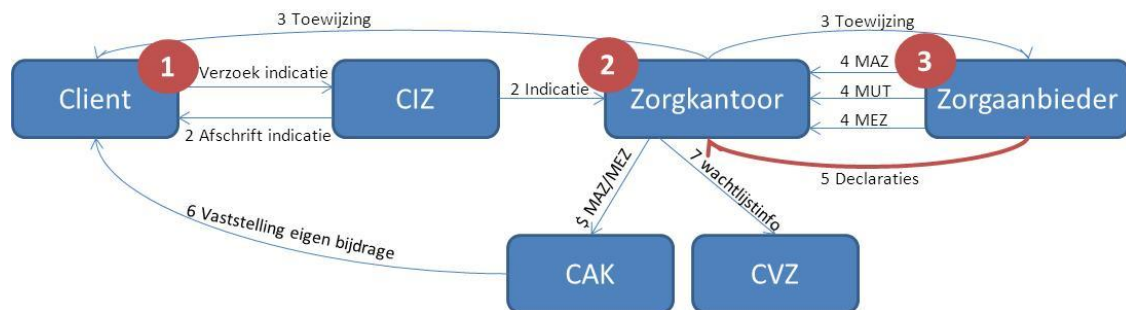 3 Toewijzing
3 Toewijzing
1
2
3
Client
Verzoek indicatie
2 Afschrift indicatie
CIZ
2 Indicatie
Zorgkantoor
4 MAZ
4 MUT
4 MEZ
Zorgaanbieder
5 Declaraties
$ MAZ/MEZ
7 wachtlijstinfo
6 Vaststelling eigen bijdrage
CAK
CVZ